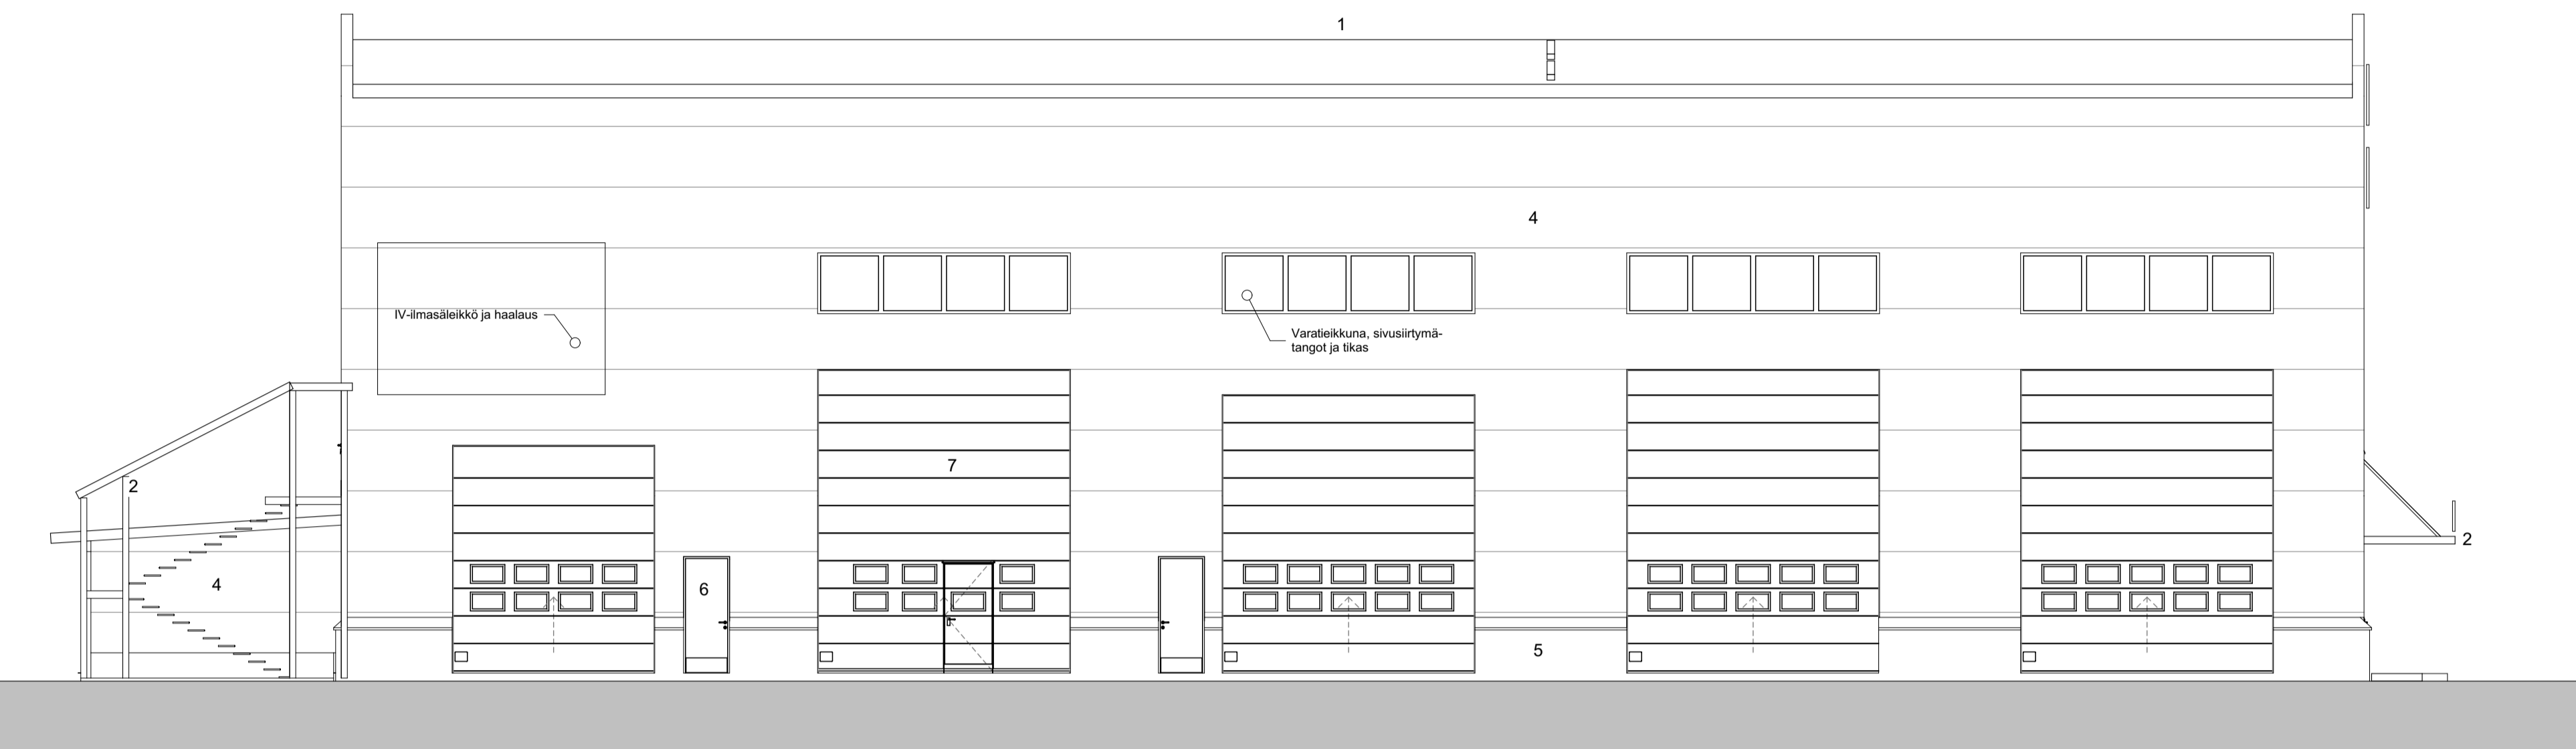 1
4
IV-ilmasäleikkö ja haalaus
Varatieikkuna, sivusiirtymä-
tangot ja tikas
7
2
2
4
6
5